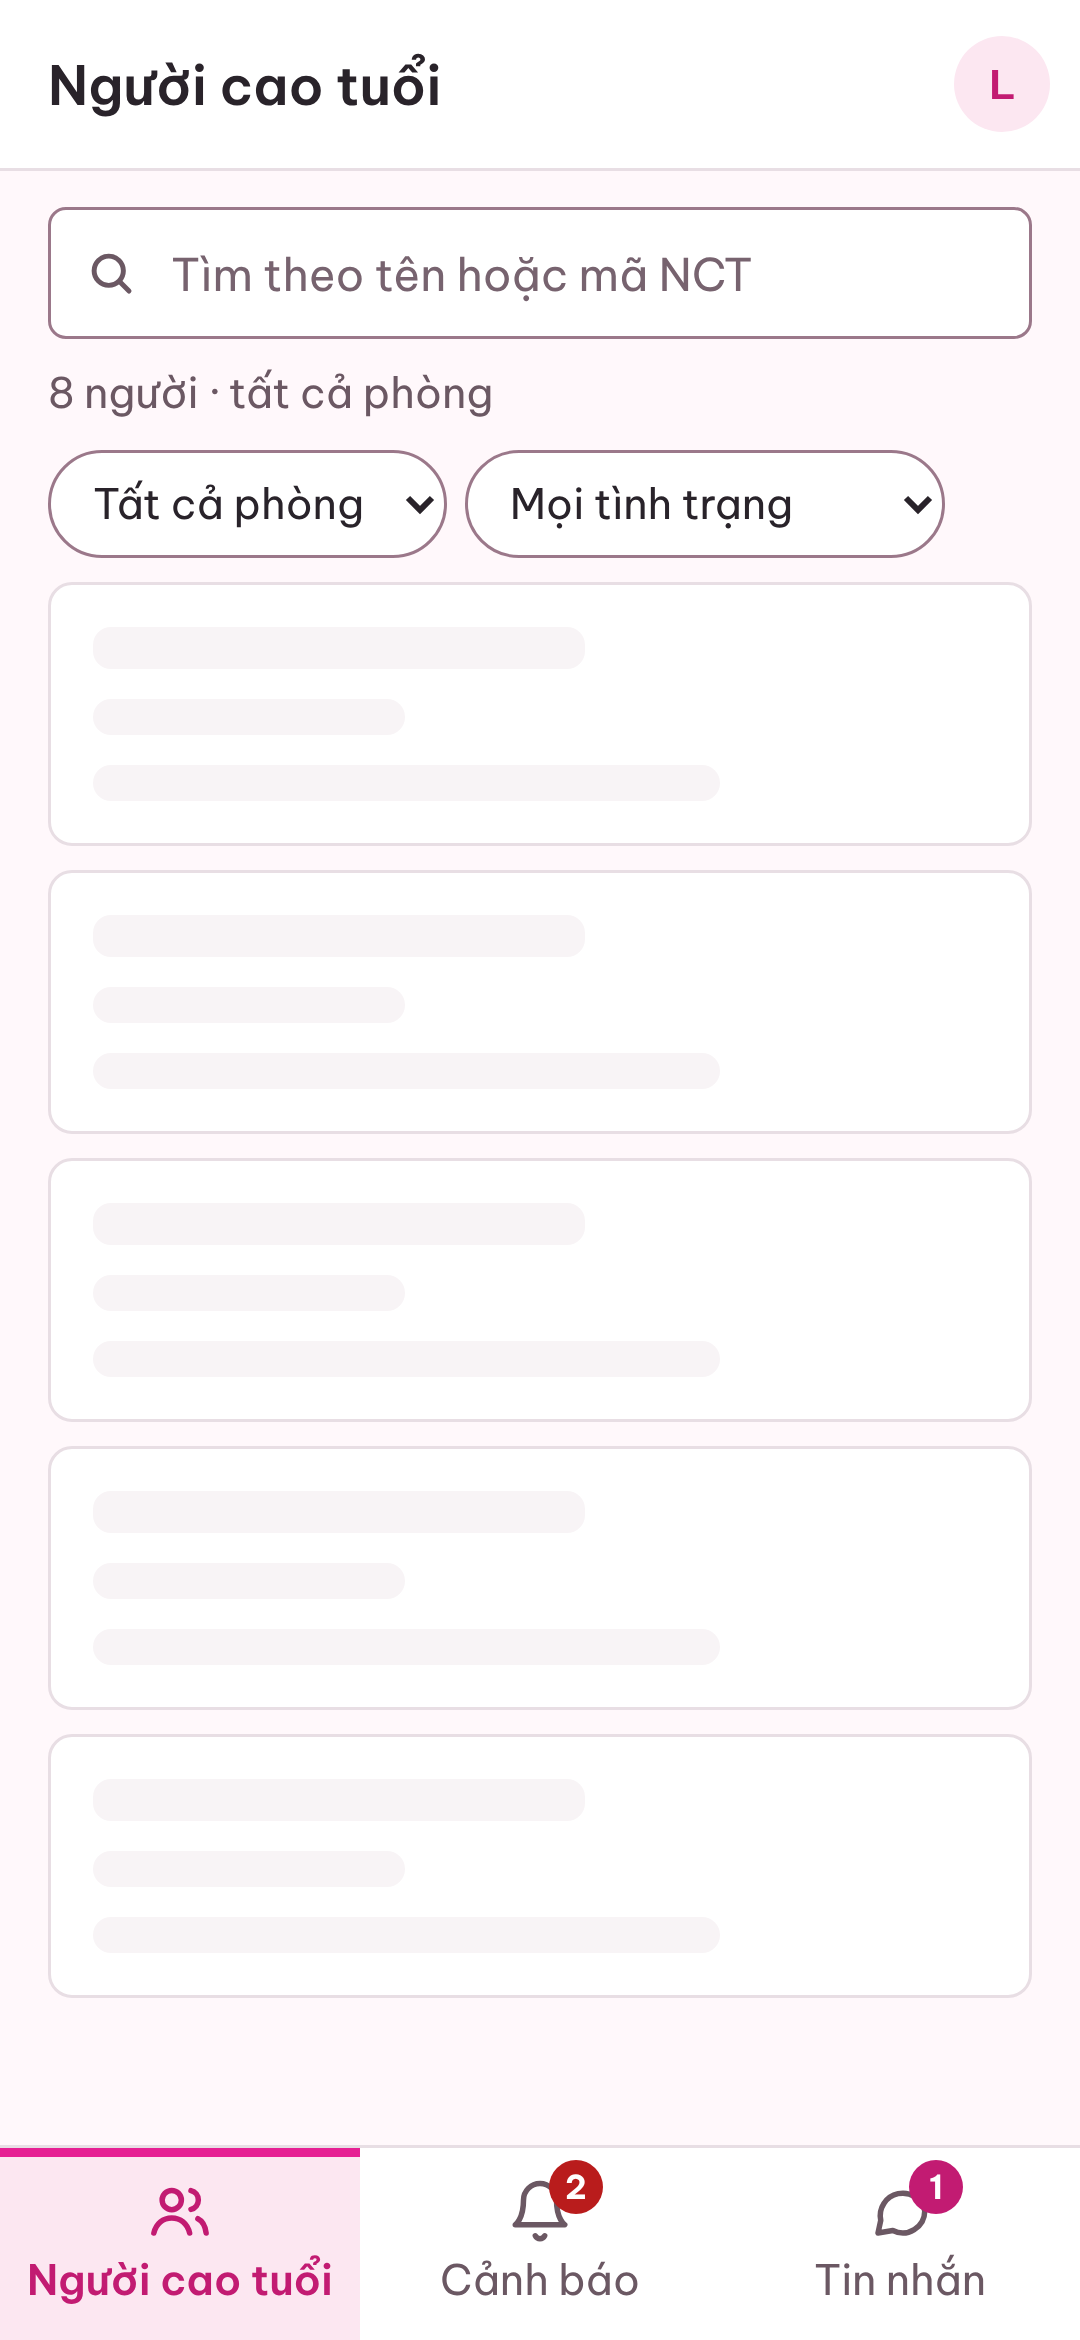 Người cao tuổi
L
Tìm theo tên hoặc mã NCT
8 người · tất cả phòng
Tất cả phòng
Mọi tình trạng
2
1
Người cao tuổi
Cảnh báo
Tin nhắn